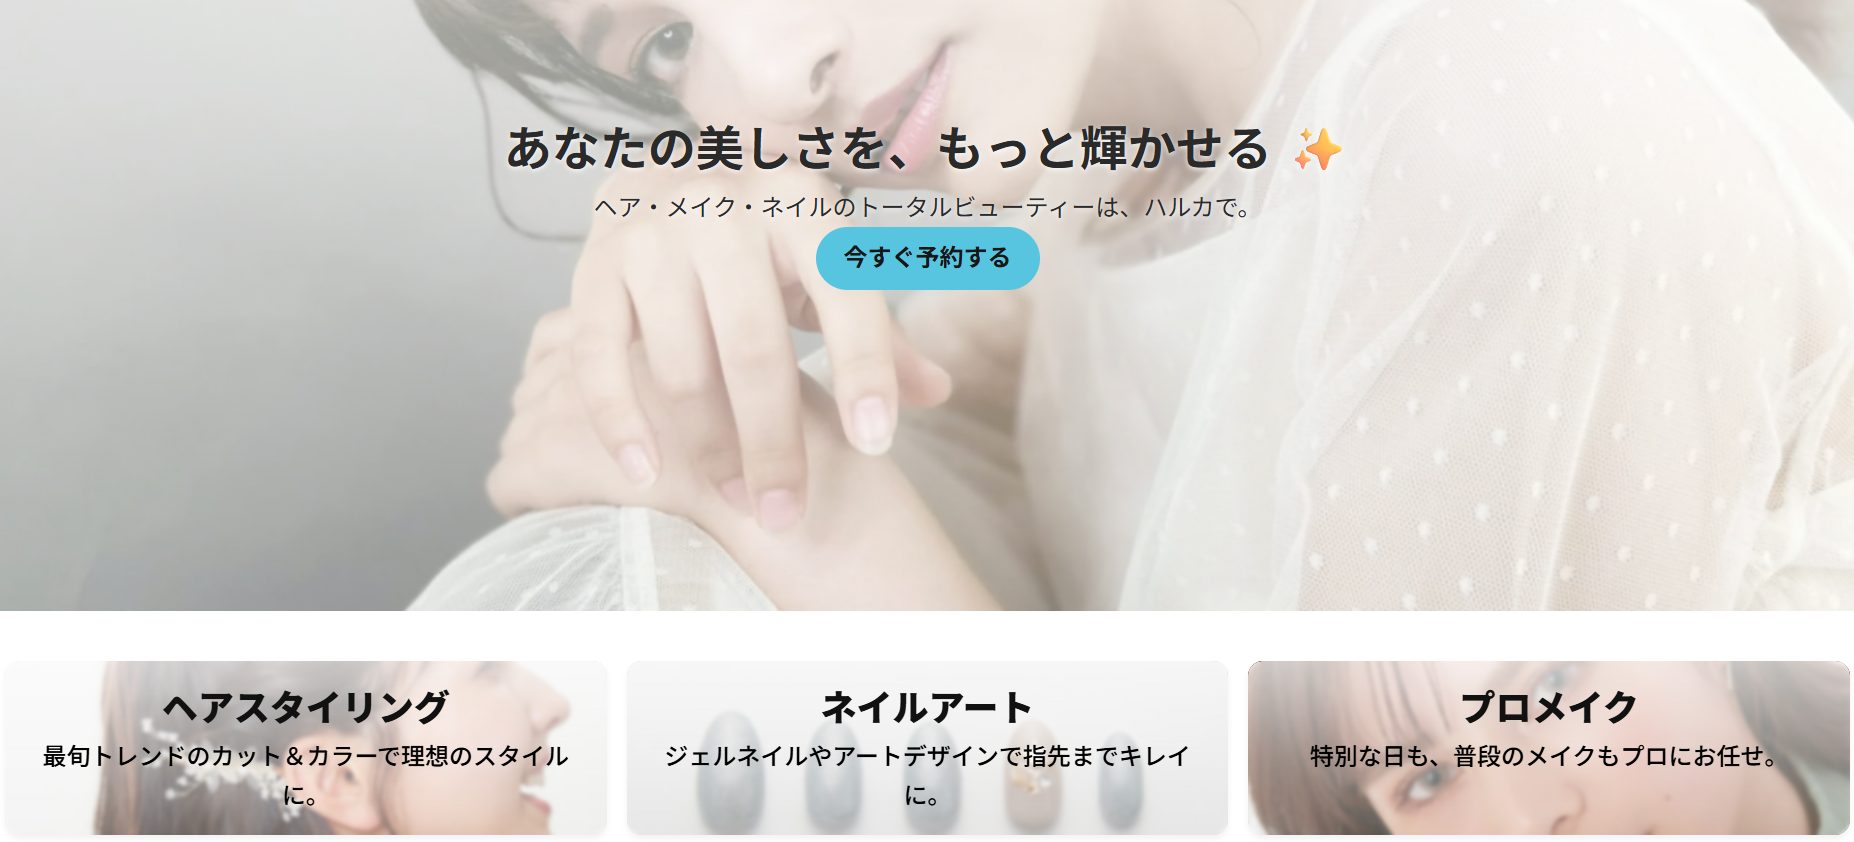 あなたの美しさを、もっと輝かせる ✨
ヘア・メイク・ネイルのトータルビューティーは、ハルカで。
今すぐ予約する
ヘアスタイリング
最旬トレンドのカット＆カラーで理想のスタイル
に。
ネイルアート
ジェルネイルやアートデザインで指先までキレイ
に。
プロメイク
特別な日も、普段のメイクもプロにお任せ。